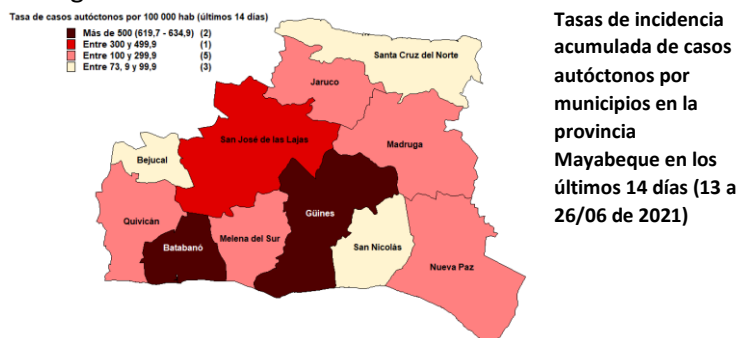 Tasa de casos autóctonos por 100 000 hab (últimos 14 días)
Más de 500 (619,7 - 634,9) (2)
Entre 300 y 499,9 (1)
Entre 100 y 299,9 (5)
Entre 73, 9 y 99,9 (3)
Santa Cruz del Norte
Jaruco
San José de las Lajas
Madruga
Bejucal
Güines
Quivicán
Melena del Sur
Batabanó
San Nicolás
Nueva Paz
Tasas de incidencia
acumulada de casos
autóctonos por
municipios en la
provincia
Mayabeque en los
últimos 14 días (13 a
26/06 de 2021)